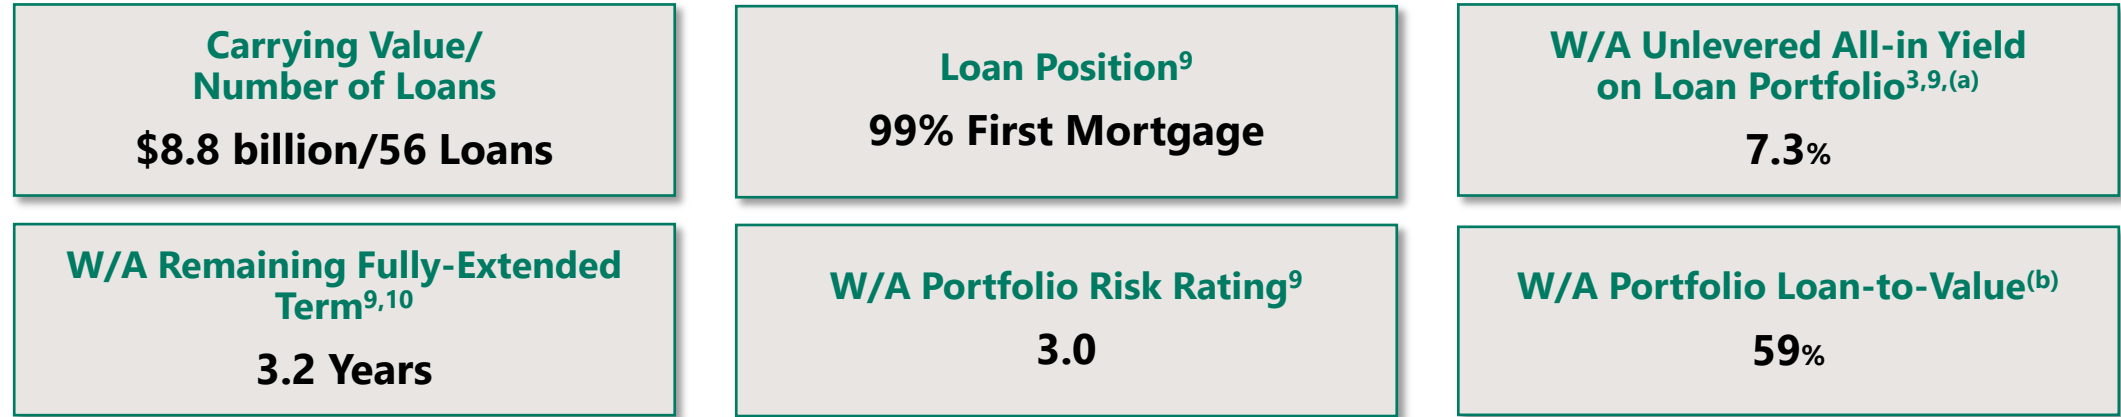 Carrying Value/
Number of Loans
$8.8 billion/56 Loans
Loan Position9
99% First Mortgage
W/A Unlevered All-in Yield
on Loan Portfolio3,9,(a)
7.3%
W/A Remaining Fully-Extended
Term9,10
3.2 Years
W/A Portfolio Risk Rating9
3.0
W/A Portfolio Loan-to-Value(b)
59%